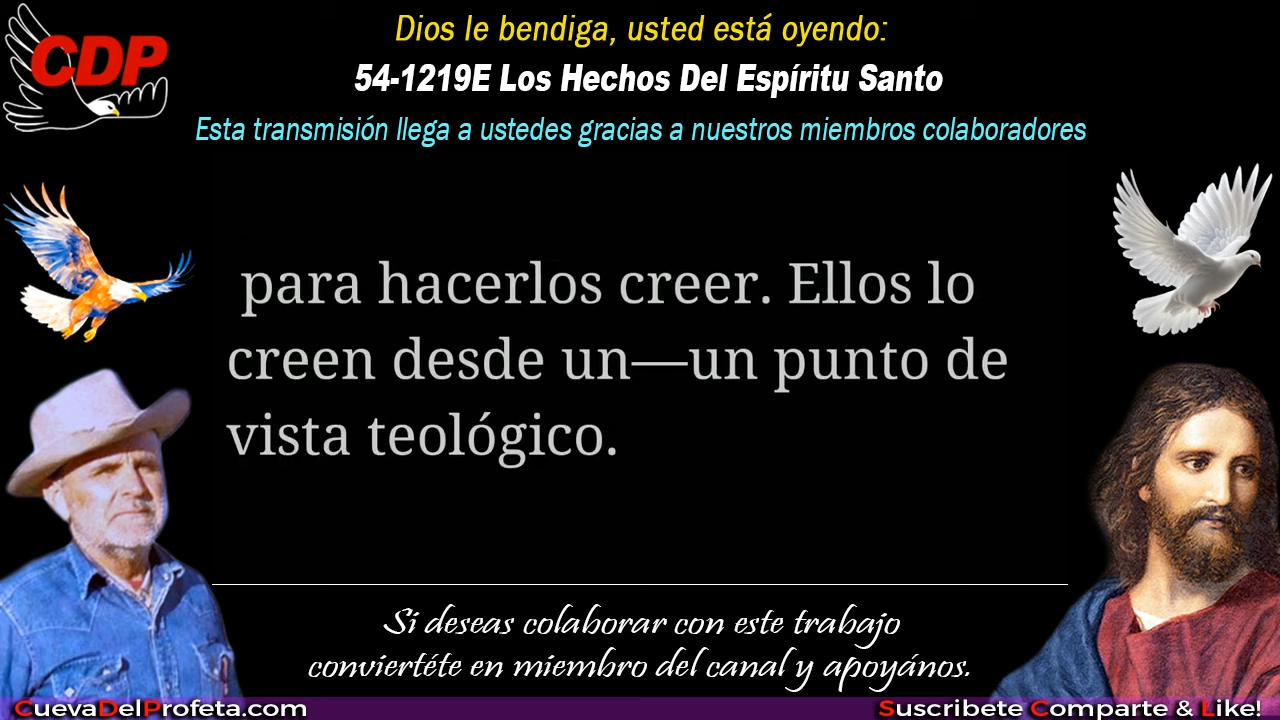 CDP
Dios le bendiga, usted está oyendo:
54-1219E Los Hechos Del Espíritu Santo
Esta transmisión llega a ustedes gracias a nuestros miembros colaboradores
para hacerlos creer. Ellos lo
creen desde un—un punto de
vista teológico.
Si deseas colaborar con este trabajo
conviertéte en miembro del canal y apoyános.
CuevaDelProfeta.com
Suscribete Comparte & Like!